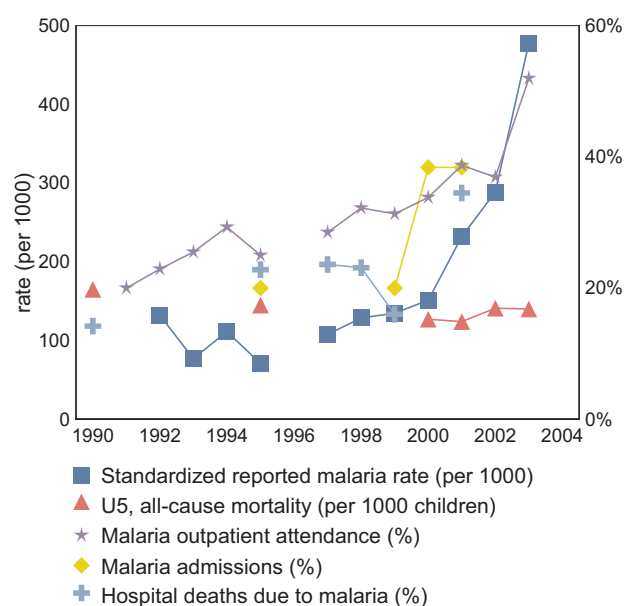 500
400
300
200
100
0
rate (per 1000)
60%
40%
20%
0%
1990 1992 1994 1996 1998 2000 2002 2004
Standardized reported malaria rate (per 1000)
U5, all-cause mortality (per 1000 children)
Malaria outpatient attendance (%)
Malaria admissions (%)
Hospital deaths due to malaria (%)